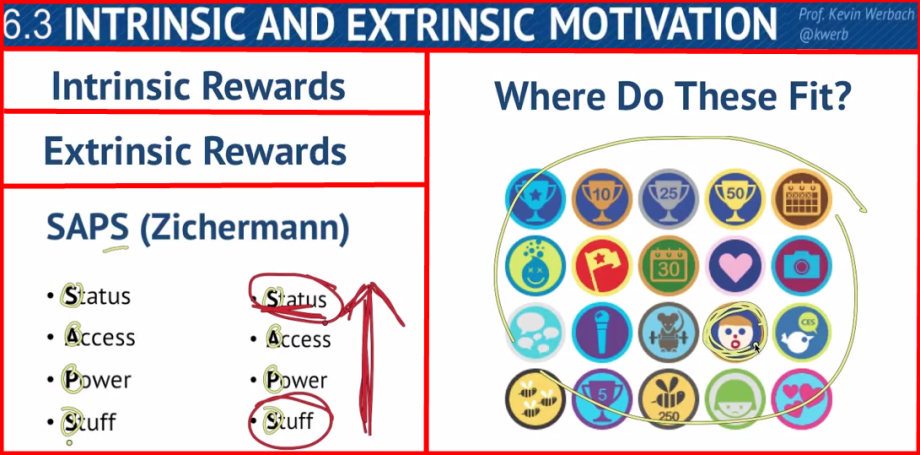 6.3 INTRINSIC AND EXTRINSIC MOTIVATION
Prof. Kevin Werbach
@kwerb
Intrinsic Rewards
Extrinsic Rewards
SAPS (Zichermann)
• Status
• Access
• Power
• Stuff
• Status
• Access
• Power
• Stuff
Where Do These Fit?
10
25
50
30
CES
5
250